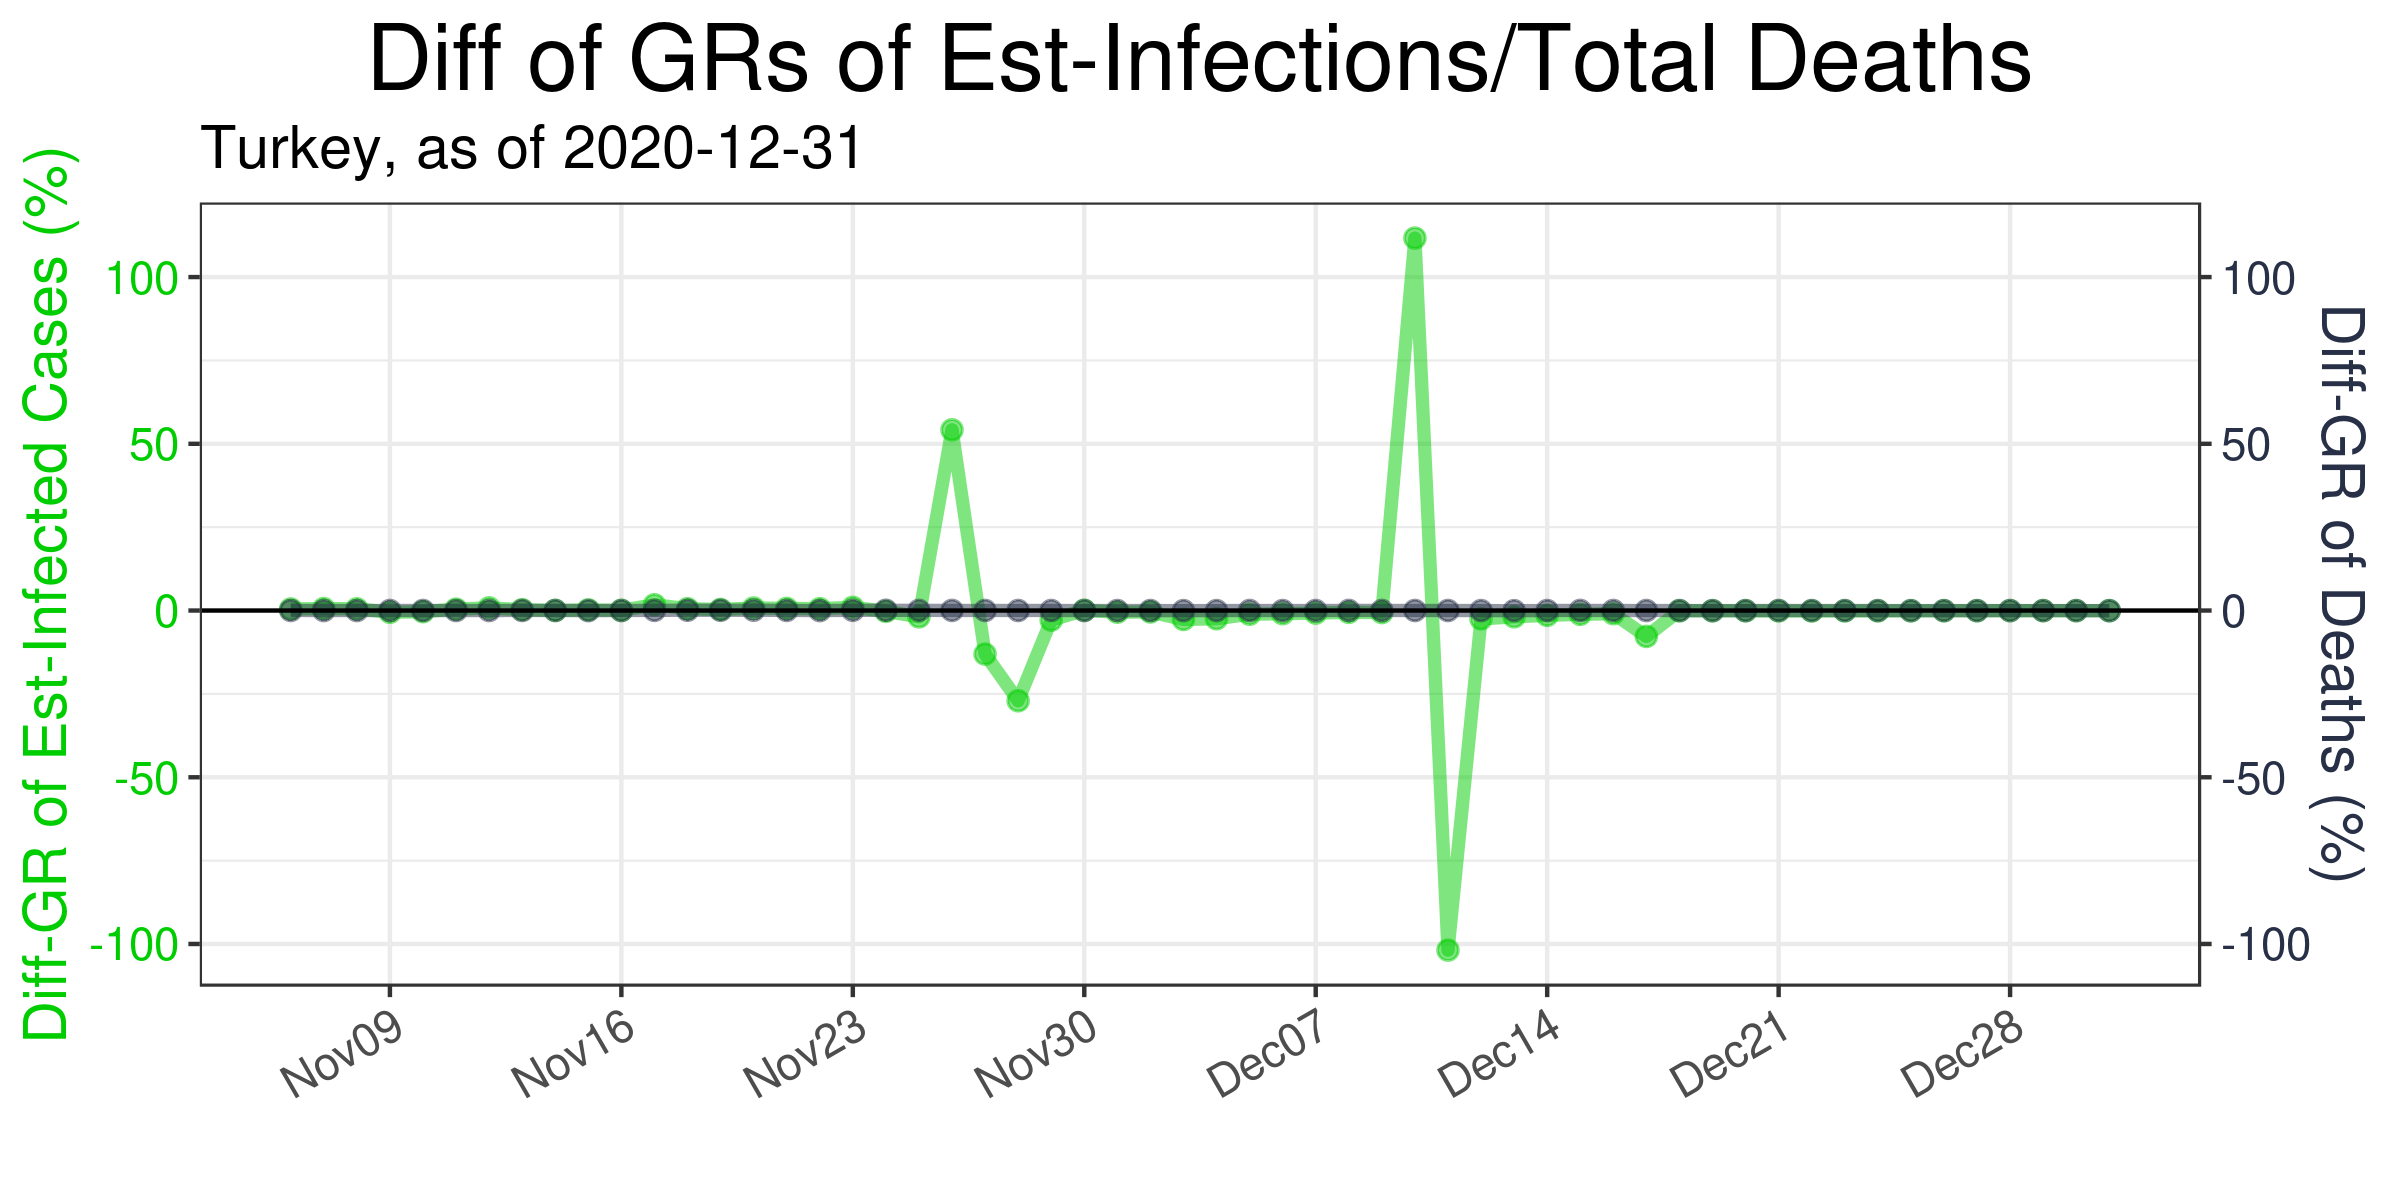 Diff of GRs of Est-Infections/Total Deaths
Turkey, as of 2020-12-31
Diff-GR of Est-Infected Cases (%)
100
50
0
-50
-100
100
50
0
-50
-100
Diff-GR of Deaths (%)
Nov09
Nov16
Nov23
Nov30
Dec07
Dec14
Dec21
Dec28